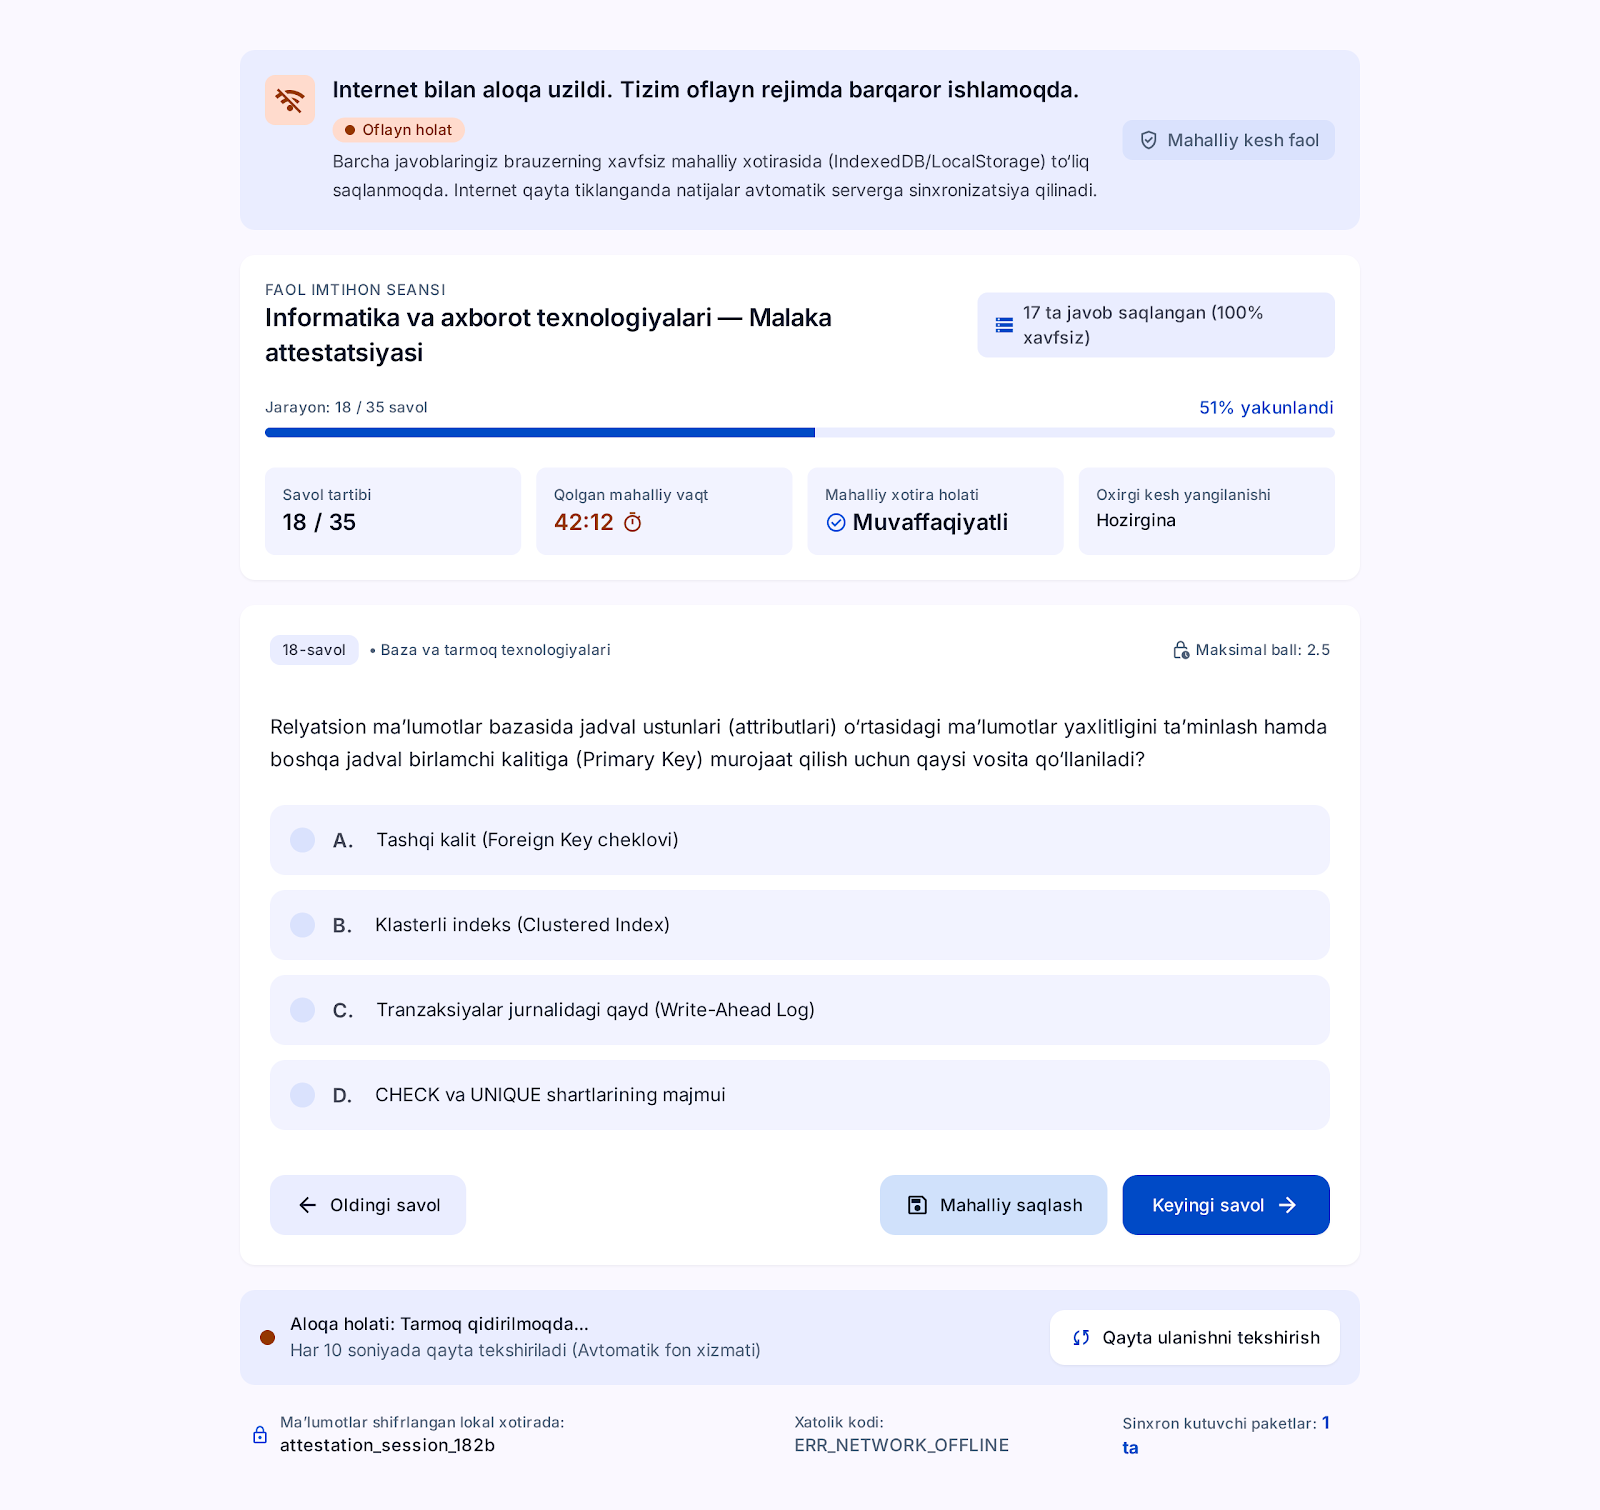 Internet bilan aloqa uzildi. Tizim oflayn rejimda barqaror ishlamoqda.
Oflayn holat
Barcha javoblaringiz brauzerning xavfsiz mahalliy xotirasida (IndexedDB/LocalStorage) to‘liq
saqlanmoqda. Internet qayta tiklanganda natijalar avtomatik serverga sinxronizatsiya qilinadi.
Mahalliy kesh faol
FAOL IMTIHON SEANSI
Informatika va axborot texnologiyalari — Malaka
attestatsiyasi
17 ta javob saqlangan (100%
xavfsiz)
Jarayon: 18 / 35 savol
51% yakunlandi
Savol tartibi
18 / 35
Qolgan mahalliy vaqt
42:12
Mahalliy xotira holati
Muvaffaqiyatli
Oxirgi kesh yangilanishi
Hozirgina
18-savol
• Baza va tarmoq texnologiyalari
Maksimal ball: 2.5
Relyatsion ma’lumotlar bazasida jadval ustunlari (attributlari) o‘rtasidagi ma’lumotlar yaxlitligini ta’minlash hamda
boshqa jadval birlamchi kalitiga (Primary Key) murojaat qilish uchun qaysi vosita qo‘llaniladi?
A. Tashqi kalit (Foreign Key cheklovi)
B. Klasterli indeks (Clustered Index)
C. Tranzaksiyalar jurnalidagi qayd (Write-Ahead Log)
D. CHECK va UNIQUE shartlarining majmui
Oldingi savol
Mahalliy saqlash
Keyingi savol
Aloqa holati: Tarmoq qidirilmoqda...
Har 10 soniyada qayta tekshiriladi (Avtomatik fon xizmati)
Qayta ulanishni tekshirish
Ma’lumotlar shifrlangan lokal xotirada:
attestation_session_182b
Xatolik kodi:
ERR_NETWORK_OFFLINE
Sinxron kutuvchi paketlar: 1
ta